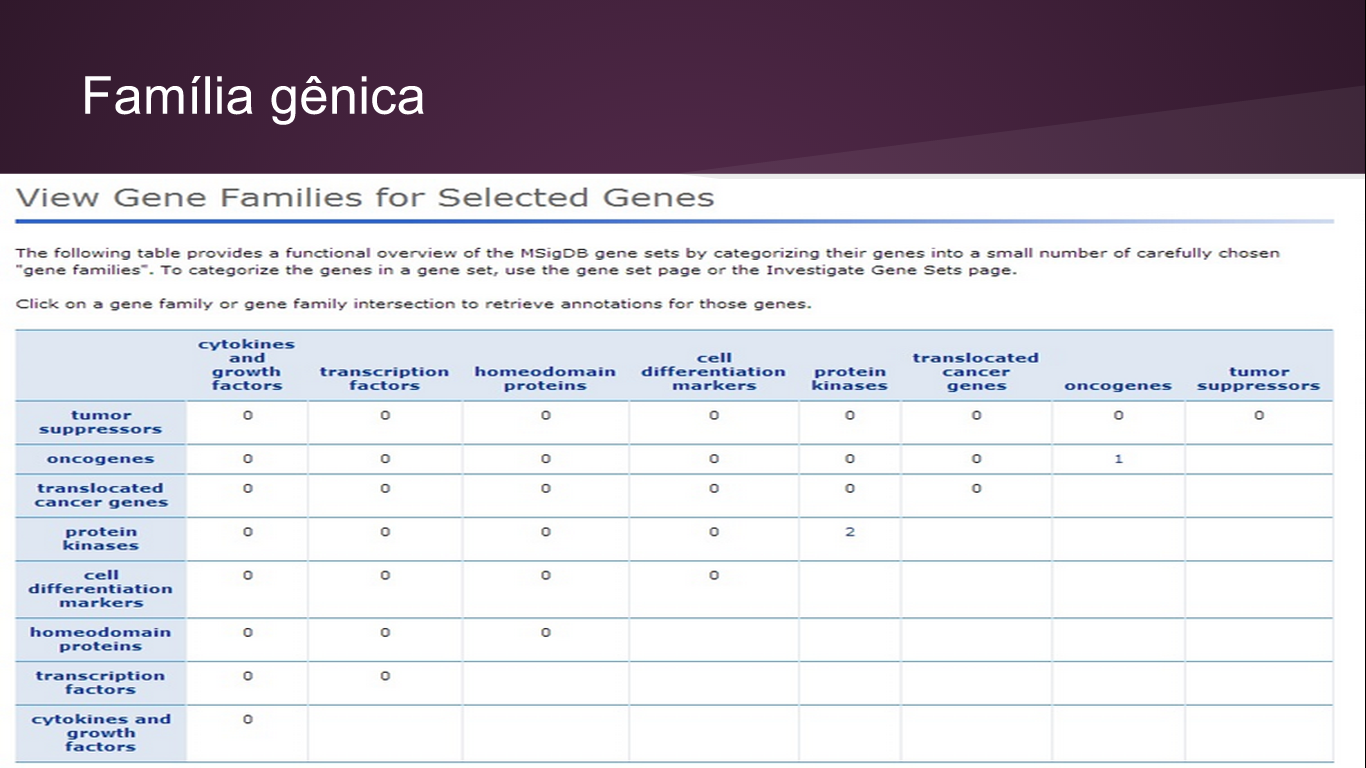 Família gênica
View Gene Families for Selected Genes
The following table provides a functional overview of the MSigDB gene sets by categorizing their genes into a small number of carefully chosen
"gene families". To categorize the genes in a gene set, use the gene set page or the Investigate Gene Sets page.
Click on a gene family or gene family intersection to retrieve annotations for those genes.
cytokines and growth factors transcription factors homeodomain proteins cell differentiation markers protein kinases translocated cancer genes oncogenes tumor suppressors
tumor suppressors 0 0 0 0 0 0 0 0
oncogenes 0 0 0 0 0 0 1
translocated cancer genes 0 0 0 0 0 0
protein kinases 0 0 0 0 2
cell differentiation markers 0 0 0 0
homeodomain proteins 0 0 0
transcription factors 0 0
cytokines and growth factors 0